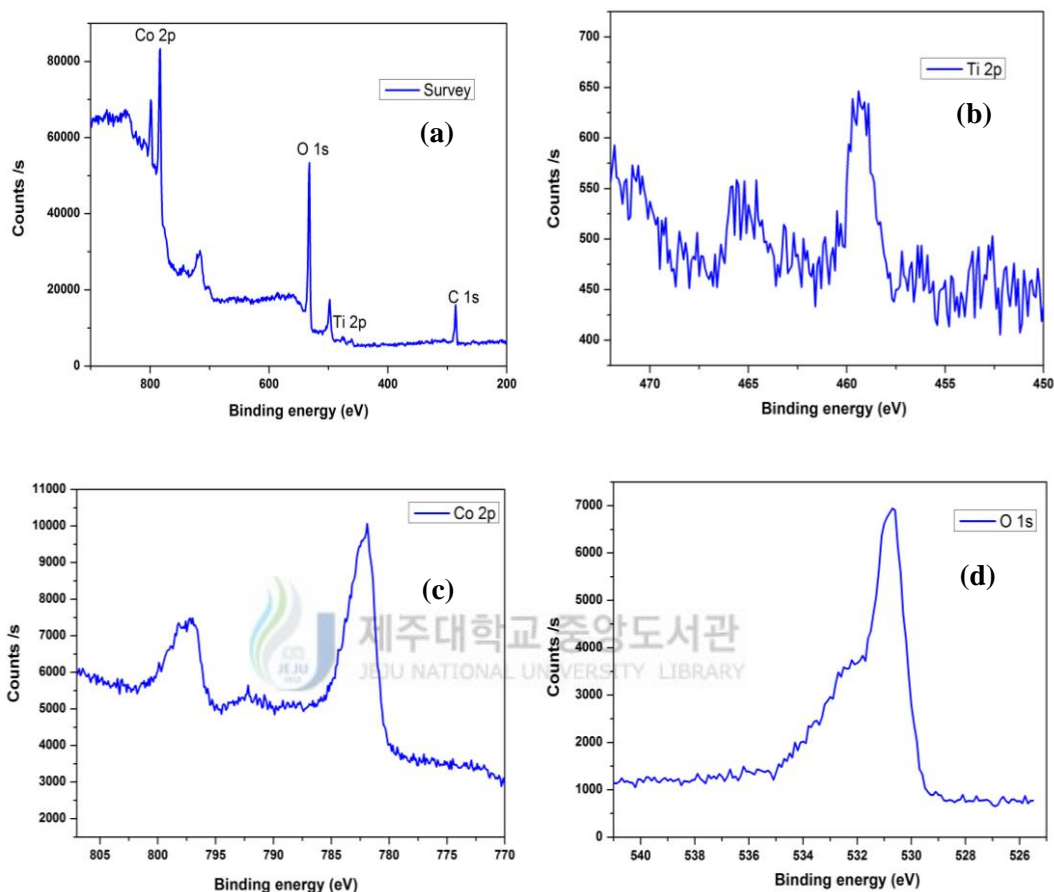 Co 2p
Survey
(a)
O 1s
Ti 2p
C 1s
80000
60000
40000
20000
0
Counts /s
800
600
400
200
Binding energy (eV)
Ti 2p
(b)
700
650
600
550
500
450
400
Counts /s
470
465
460
455
450
Binding energy (eV)
Co 2p
(c)
11000
10000
9000
8000
7000
6000
5000
4000
3000
2000
Counts /s
805
800
795
790
785
780
775
770
Binding energy (eV)
O 1s
(d)
7000
6000
5000
4000
3000
2000
1000
0
Counts /s
540
538
536
534
532
530
528
526
Binding energy (eV)
제주대학교 중앙도서관
JEJU NATIONAL UNIVERSITY LIBRARY
JEJU
1952